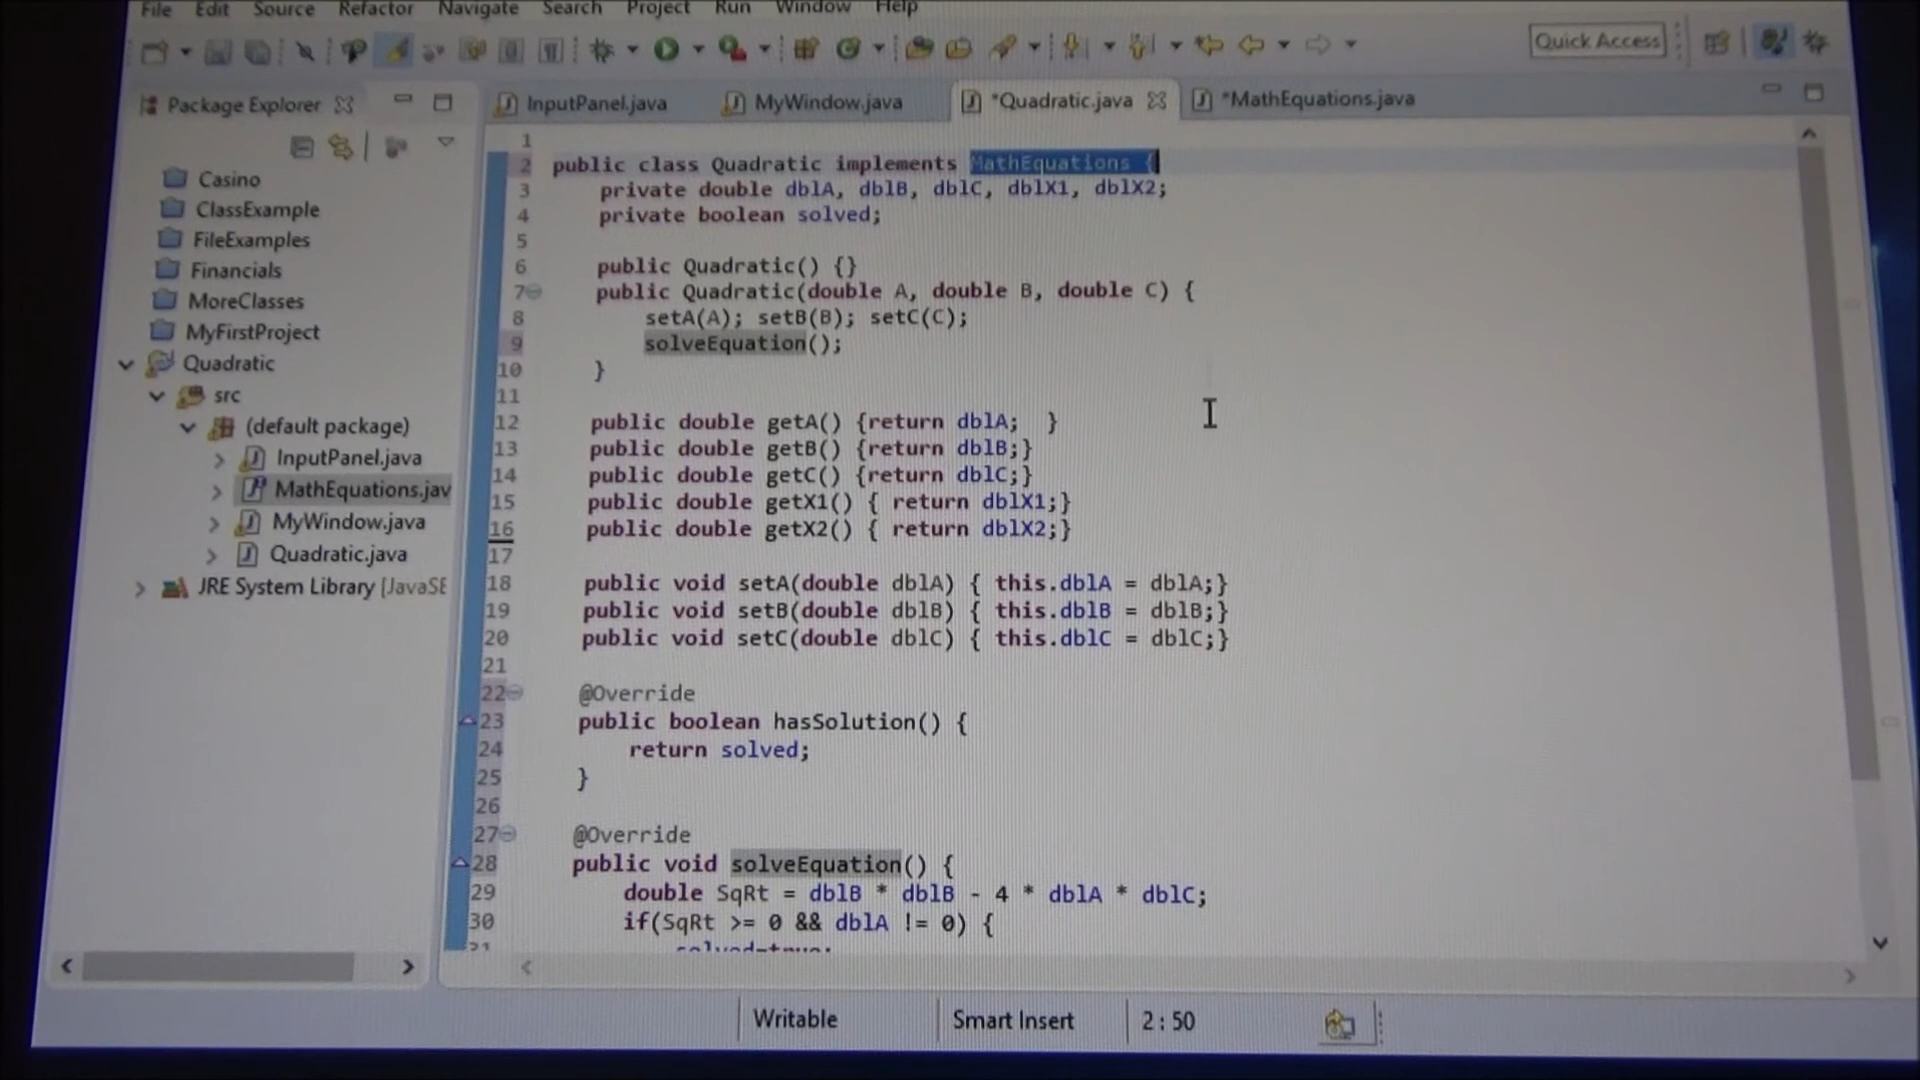 File Edit Source Refactor Navigate Search Project Run Window Help
Quick Access
Package Explorer
InputPanel.java
MyWindow.java
*Quadratic.java
*MathEquations.java
Casino
ClassExample
FileExamples
Financials
MoreClasses
MyFirstProject
Quadratic
src
(default package)
InputPanel.java
MathEquations.jav
MyWindow.java
Quadratic.java
JRE System Library [JavaSE
1
2 public class Quadratic implements MathEquations {
3 private double dblA, dblB, dblC, dblX1, dblX2;
4 private boolean solved;
5
6 public Quadratic() {}
7 public Quadratic(double A, double B, double C) {
8 setA(A); setB(B); setC(C);
9 solveEquation();
10 }
11
12 public double getA() {return dblA; }
13 public double getB() {return dblB;}
14 public double getC() {return dblC;}
15 public double getX1() { return dblX1;}
16 public double getX2() { return dblX2;}
17
18 public void setA(double dblA) { this.dblA = dblA;}
19 public void setB(double dblB) { this.dblB = dblB;}
20 public void setC(double dblC) { this.dblC = dblC;}
21
22 @Override
23 public boolean hasSolution() {
24 return solved;
25 }
26
27 @Override
28 public void solveEquation() {
29 double SqRt = dblB * dblB - 4 * dblA * dblC;
30 if(SqRt >= 0 && dblA != 0) {
31 solved=true;
Writable
Smart Insert
2 : 50